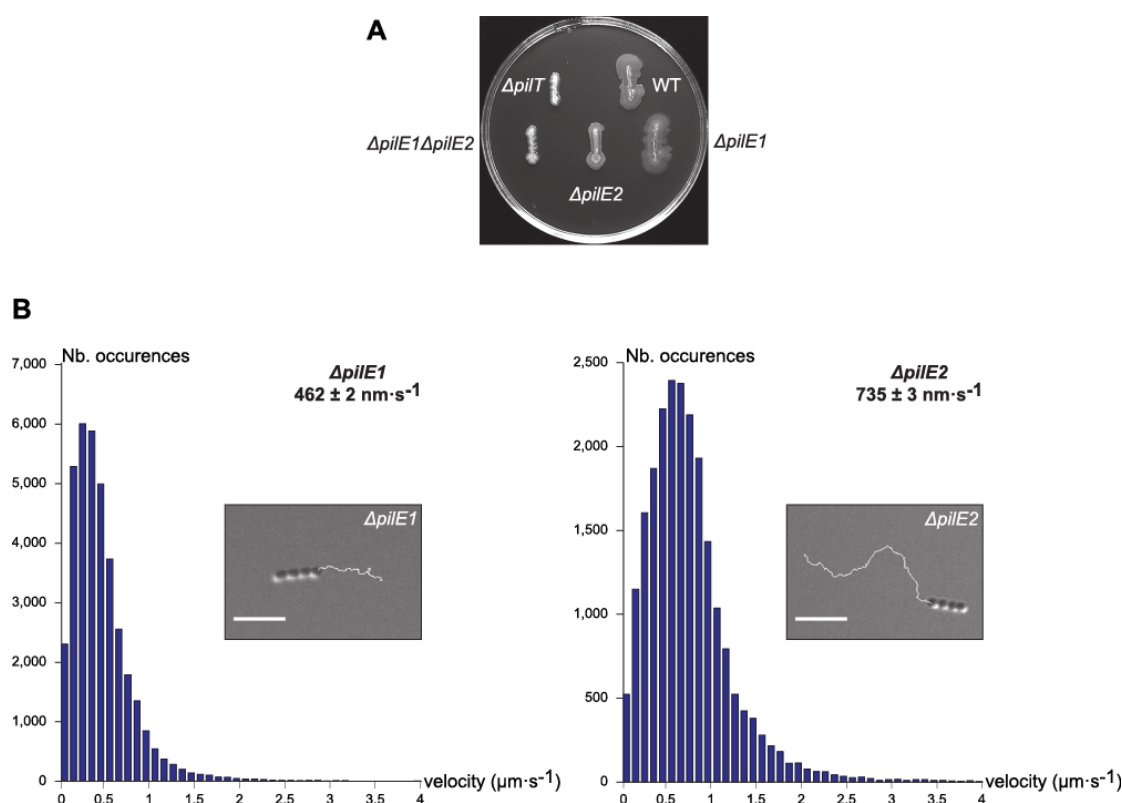 A
ΔpilT
WT
ΔpilE1ΔpilE2
ΔpilE1
ΔpilE2
B
Nb. occurences
7,000
6,000
5,000
4,000
3,000
2,000
1,000
0
ΔpilE1
462 ± 2 nm·s-1
ΔpilE1
0 0.5 1 1.5 2 2.5 3 3.5 4
velocity (µm·s-1)
Nb. occurences
2,500
2,000
1,500
1,000
500
0
ΔpilE2
735 ± 3 nm·s-1
ΔpilE2
0 0.5 1 1.5 2 2.5 3 3.5 4
velocity (µm·s-1)